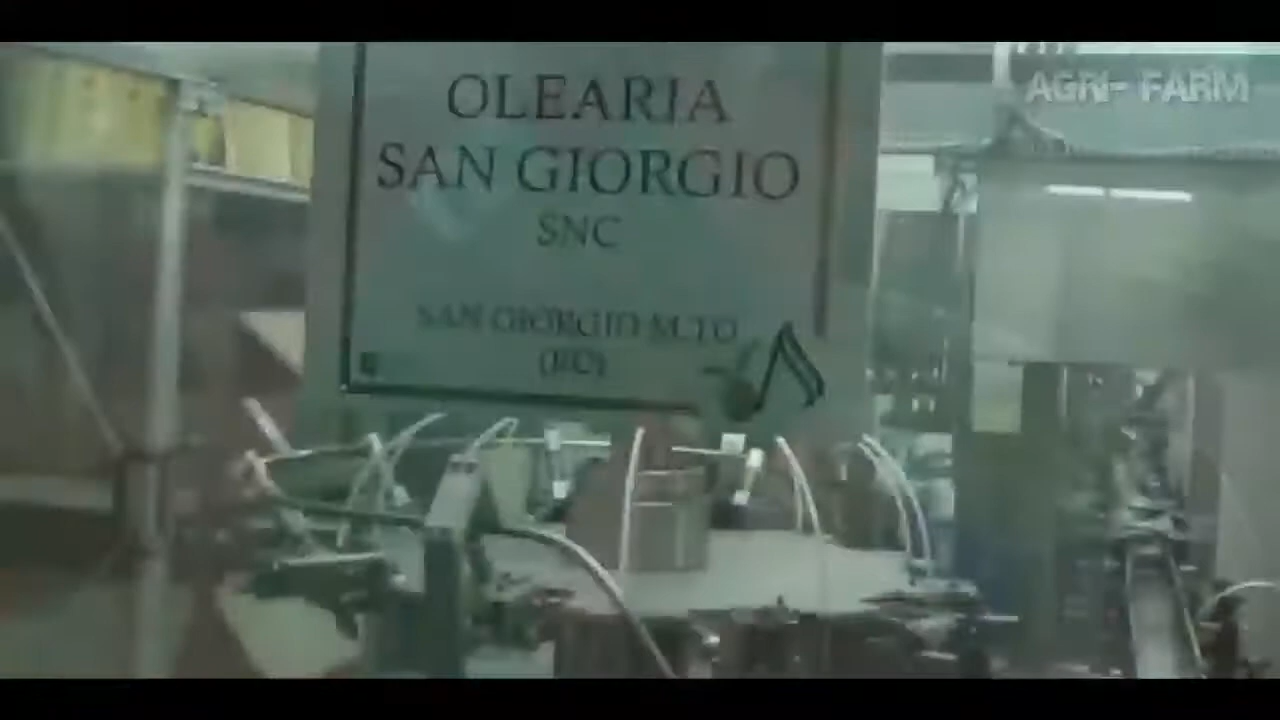 AGRI- FARM
OLEARIA
SAN GIORGIO
SNC
SAN GIORGIO M.TO
(RC)